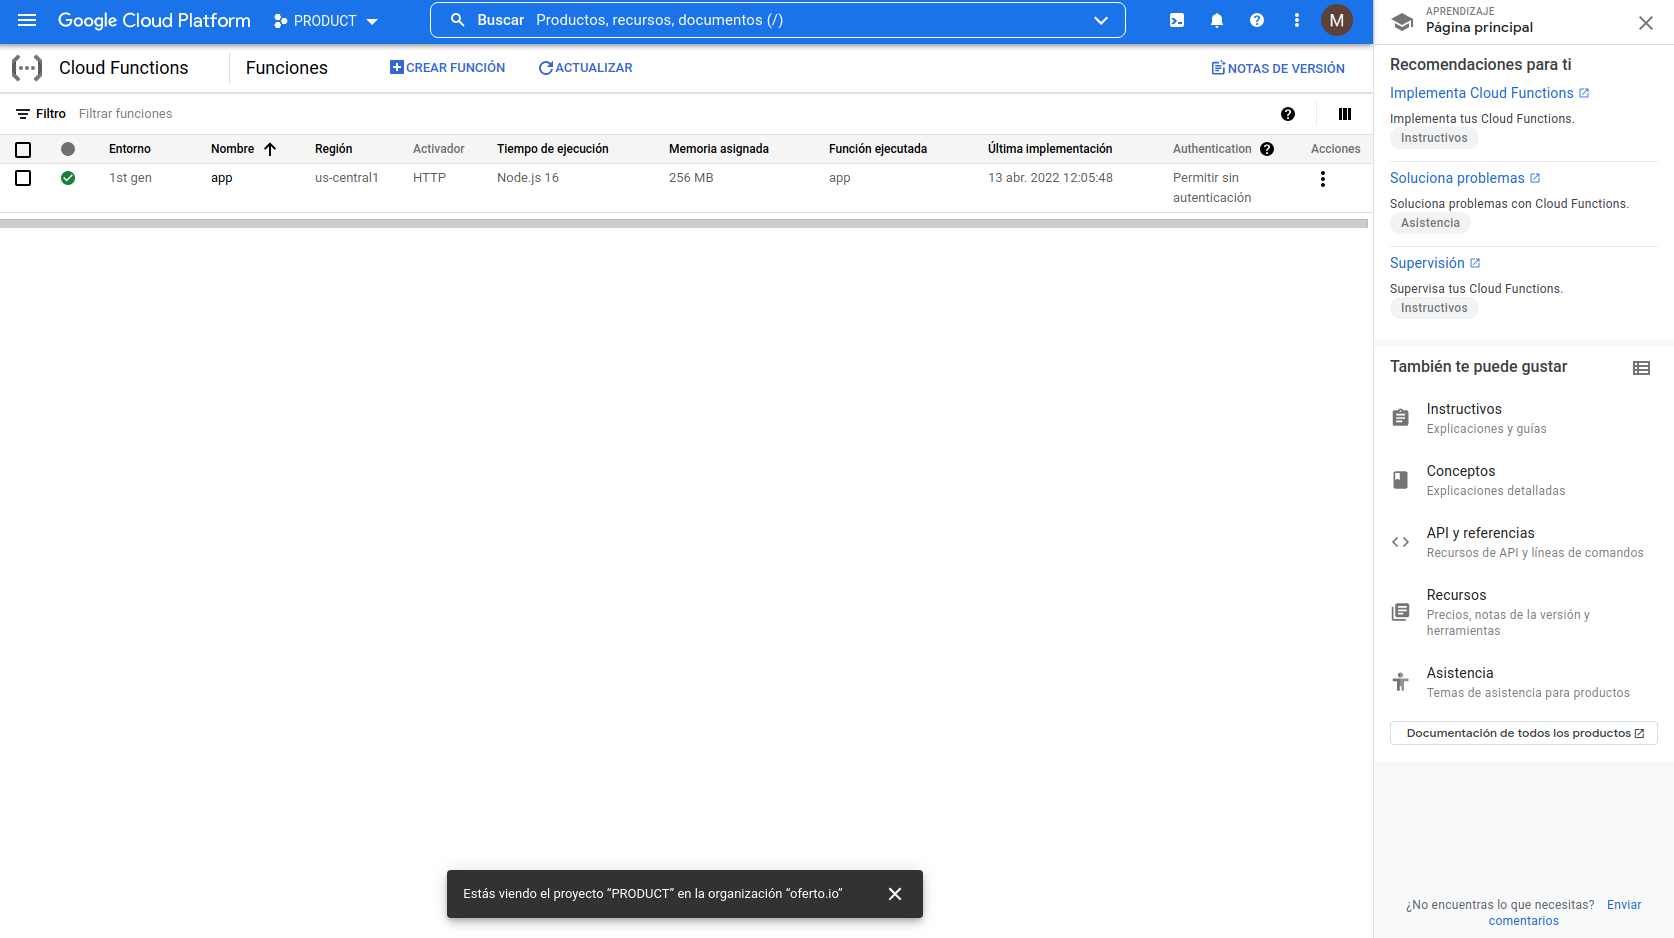 Google Cloud Platform PRODUCT Buscar Productos, recursos, documentos (/) M
Cloud Functions Funciones CREAR FUNCIÓN ACTUALIZAR NOTAS DE VERSIÓN
Filtro Filtrar funciones
Entorno Nombre Región Activador Tiempo de ejecución Memoria asignada Función ejecutada Última implementación Authentication Acciones
1st gen app us-central1 HTTP Node.js 16 256 MB app 13 abr. 2022 12:05:48 Permitir sin
autenticación
Estás viendo el proyecto “PRODUCT” en la organización “oferto.io”
APRENDIZAJE
Página principal
Recomendaciones para ti
Implementa Cloud Functions
Implementa tus Cloud Functions.
Instructivos
Soluciona problemas
Soluciona problemas con Cloud Functions.
Asistencia
Supervisión
Supervisa tus Cloud Functions.
Instructivos
También te puede gustar
Instructivos
Explicaciones y guías
Conceptos
Explicaciones detalladas
API y referencias
Recursos de API y líneas de comandos
Recursos
Precios, notas de la versión y
herramientas
Asistencia
Temas de asistencia para productos
Documentación de todos los productos
¿No encuentras lo que necesitas? Enviar
comentarios